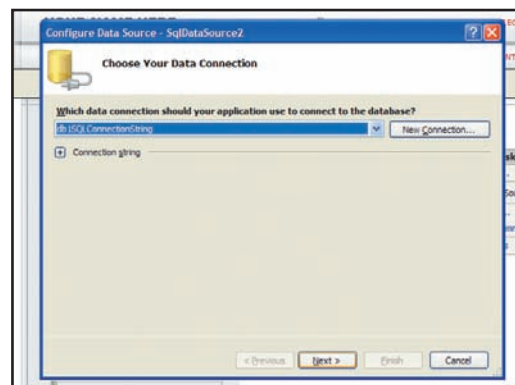 Configure Data Source - SqlDataSource2
Choose Your Data Connection
Which data connection should your application use to connect to the database?
New Connection...
Connection string
< Previous
Next >
Finish
Cancel